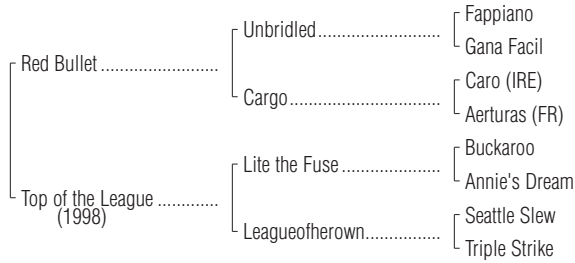 Fappiano
Unbridled
Gana Facil
Red Bullet
Caro (IRE)
Cargo
Aerturas (FR)
Buckaroo
Lite the Fuse
Annie's Dream
Top of the League
(1998)
Seattle Slew
Leagueofherown
Triple Strike